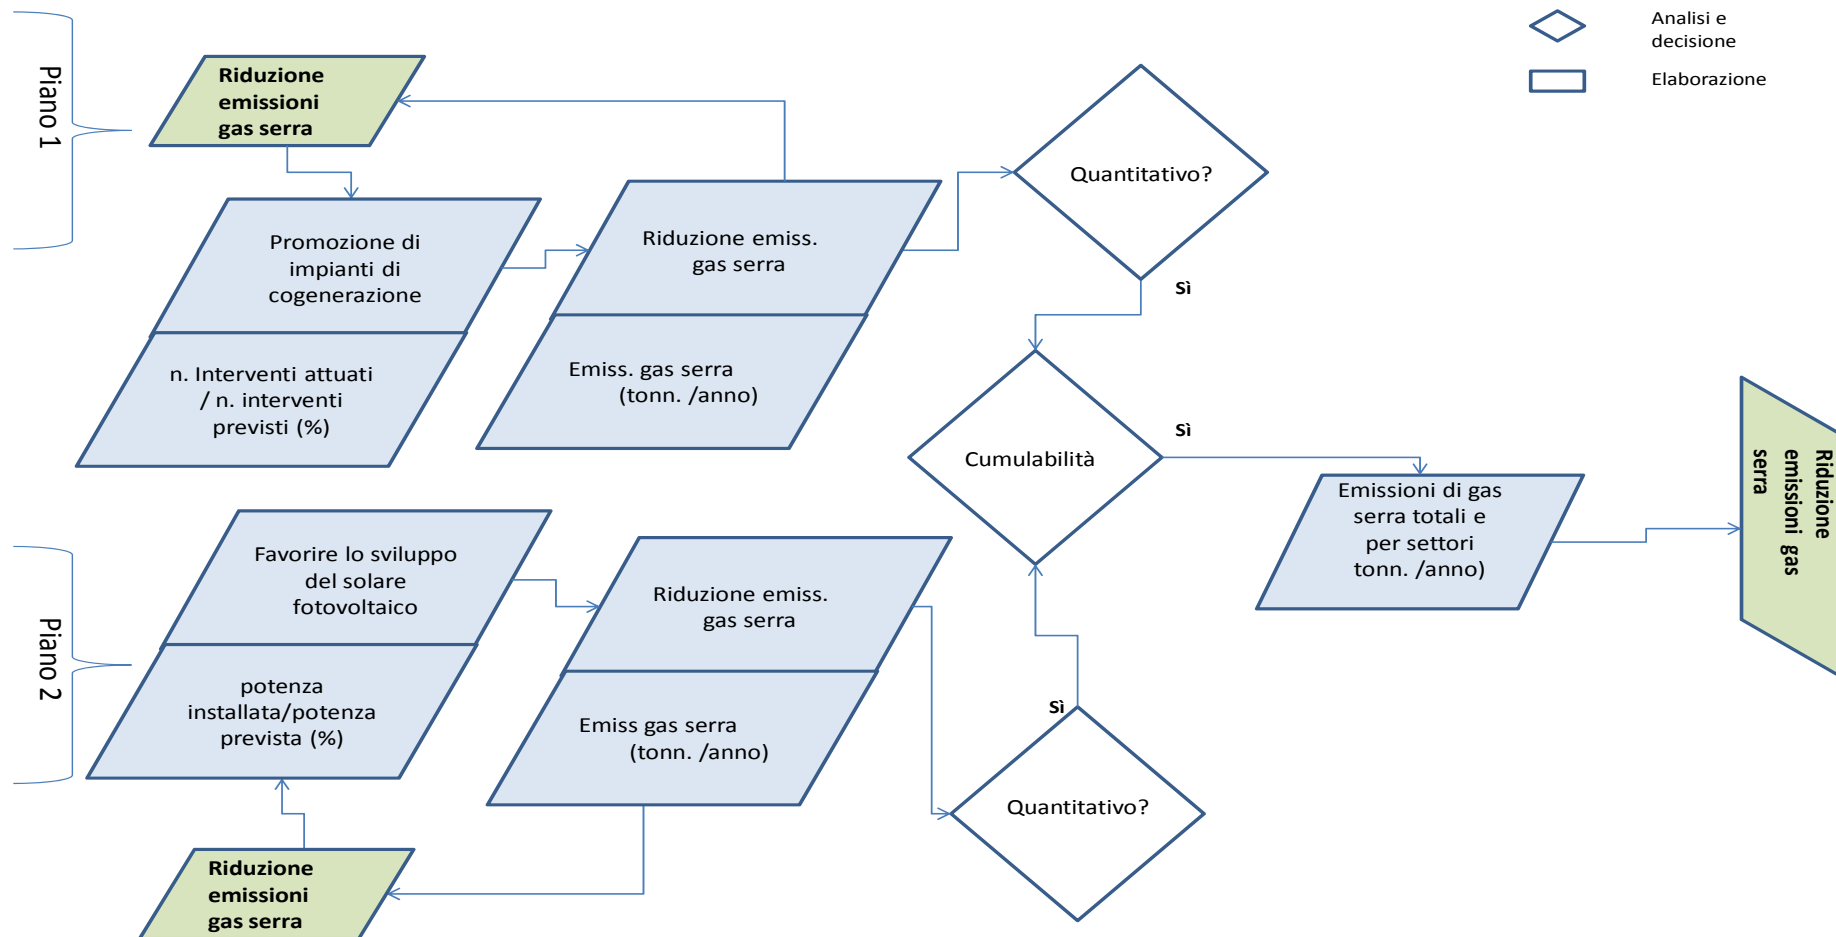 Analisi e
decisione
Elaborazione
Piano 1
Riduzione
emissioni
gas serra
Promozione di
impianti di
cogenerazione
n. Interventi attuati
/ n. interventi
previsti (%)
Riduzione emiss.
gas serra
Emiss. gas serra
(tonn. /anno)
Quantitativo?
Sì
Cumulabilità
Sì
Emissioni di gas
serra totali e
per settori
tonn. /anno)
Riduzione
emissioni gas
serra
Piano 2
Favorire lo sviluppo
del solare
fotovoltaico
potenza
installata/potenza
prevista (%)
Riduzione emiss.
gas serra
Emiss gas serra
(tonn. /anno)
Sì
Quantitativo?
Riduzione
emissioni
gas serra